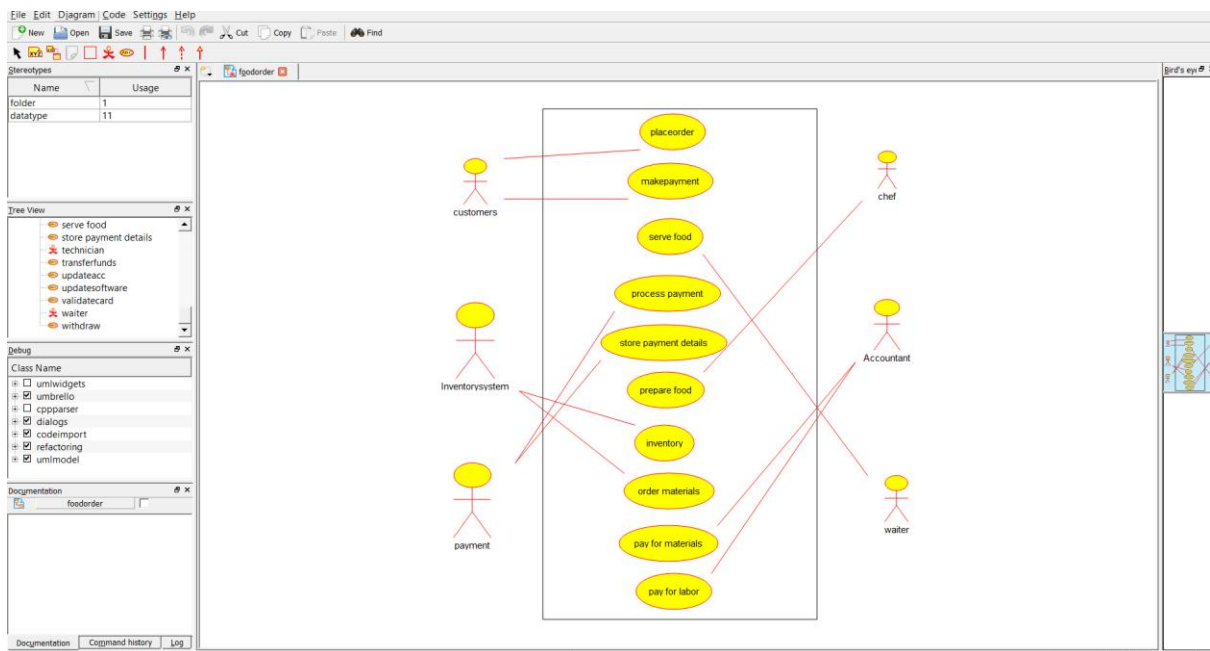 File Edit Diagram Code Settings Help
New Open Save Cut Copy Paste Find
XYZ
Stereotypes
foodorder
Bird's eye
Name Usage
folder 1
datatype 11
Tree View
serve food
store payment details
technician
transferfunds
updateacc
updatesoftware
validatecard
waiter
withdraw
Debug
Class Name
umlwidgets
umbrello
cppparser
dialogs
codeimport
refactoring
umlmodel
Documentation
foodorder
Documentation Command history Log
placeorder
customers
makepayment
chef
serve food
process payment
Inventorysystem
store payment details
Accountant
prepare food
inventory
order materials
payment
pay for materials
waiter
pay for labor